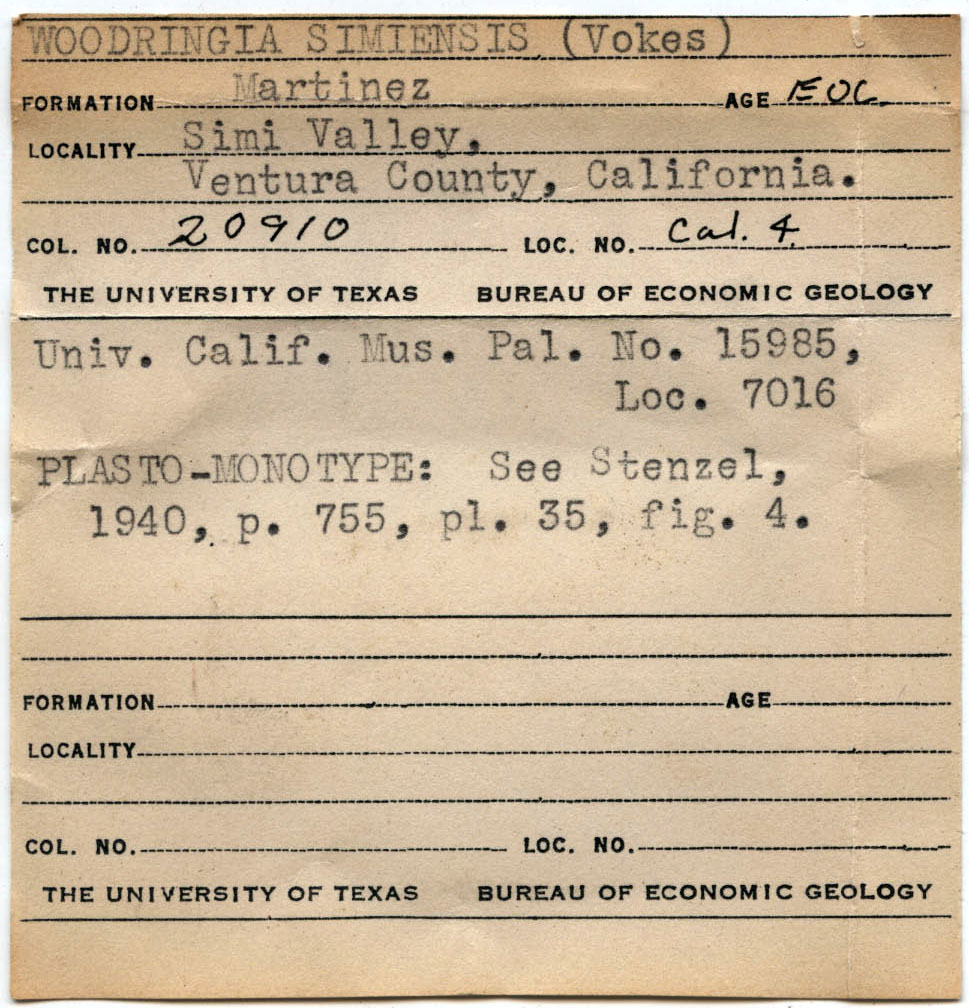 WOODRINGIA SIMIENSIS (Vokes)
FORMATION Martinez AGE EOC
LOCALITY Simi Valley,
Ventura County, California.
COL. NO. 20910 LOC. NO. Cal. 4
THE UNIVERSITY OF TEXAS BUREAU OF ECONOMIC GEOLOGY
Univ. Calif. Mus. Pal. No. 15985,
Loc. 7016
PLASTO-MONOTYPE: See Stenzel,
1940, p. 755, pl. 35, fig. 4.
FORMATION AGE
LOCALITY
COL. NO. LOC. NO.
THE UNIVERSITY OF TEXAS BUREAU OF ECONOMIC GEOLOGY